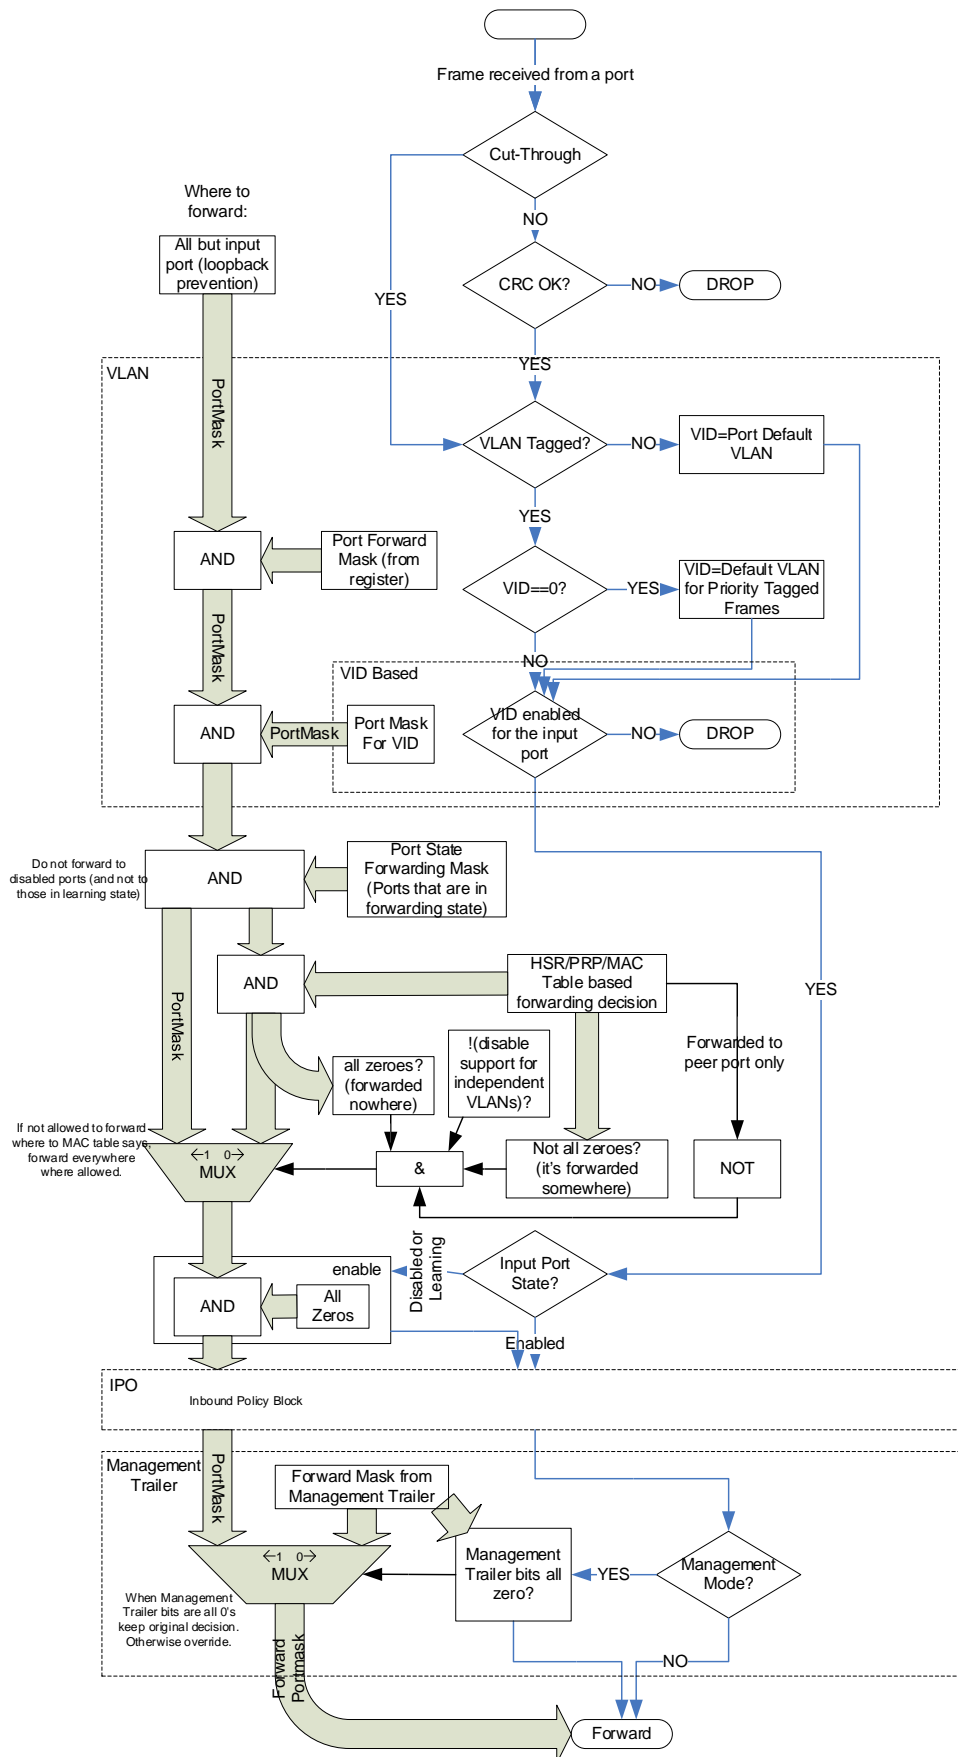 Frame received from a port
Cut-Through
Where to
forward:
NO
All but input
port (loopback
prevention)
CRC OK?
NO
DROP
YES
YES
VLAN
PortMask
VLAN Tagged?
NO
VID=Port Default
VLAN
YES
Port Forward
Mask (from
register)
AND
VID==0?
YES
VID=Default VLAN
for Priority Tagged
Frames
PortMask
NO
VID Based
AND
PortMask
Port Mask
For VID
VID enabled
for the input
port
NO
DROP
Do not forward to
disabled ports (and not to
those in learning state)
AND
Port State
Forwarding Mask
(Ports that are in
forwarding state)
AND
HSR/PRP/MAC
Table based
forwarding decision
YES
PortMask
all zeroes?
(forwarded
nowhere)
!(disable
support for
independent
VLANs)?
Forwarded to
peer port only
If not allowed to forward
where to MAC table says,
forward everywhere
where allowed.
←1 0→
MUX
&
Not all zeroes?
(it's forwarded
somewhere)
NOT
enable
Disabled or
Learning
Input Port
State?
AND
All
Zeros
Enabled
IPO
Inbound Policy Block
Management
Trailer
PortMask
Forward Mask from
Management Trailer
←1 0→
MUX
Management
Trailer bits all
zero?
YES
Management
Mode?
When Management
Trailer bits are all 0's
keep original decision.
Otherwise override.
Forward
Portmask
NO
Forward